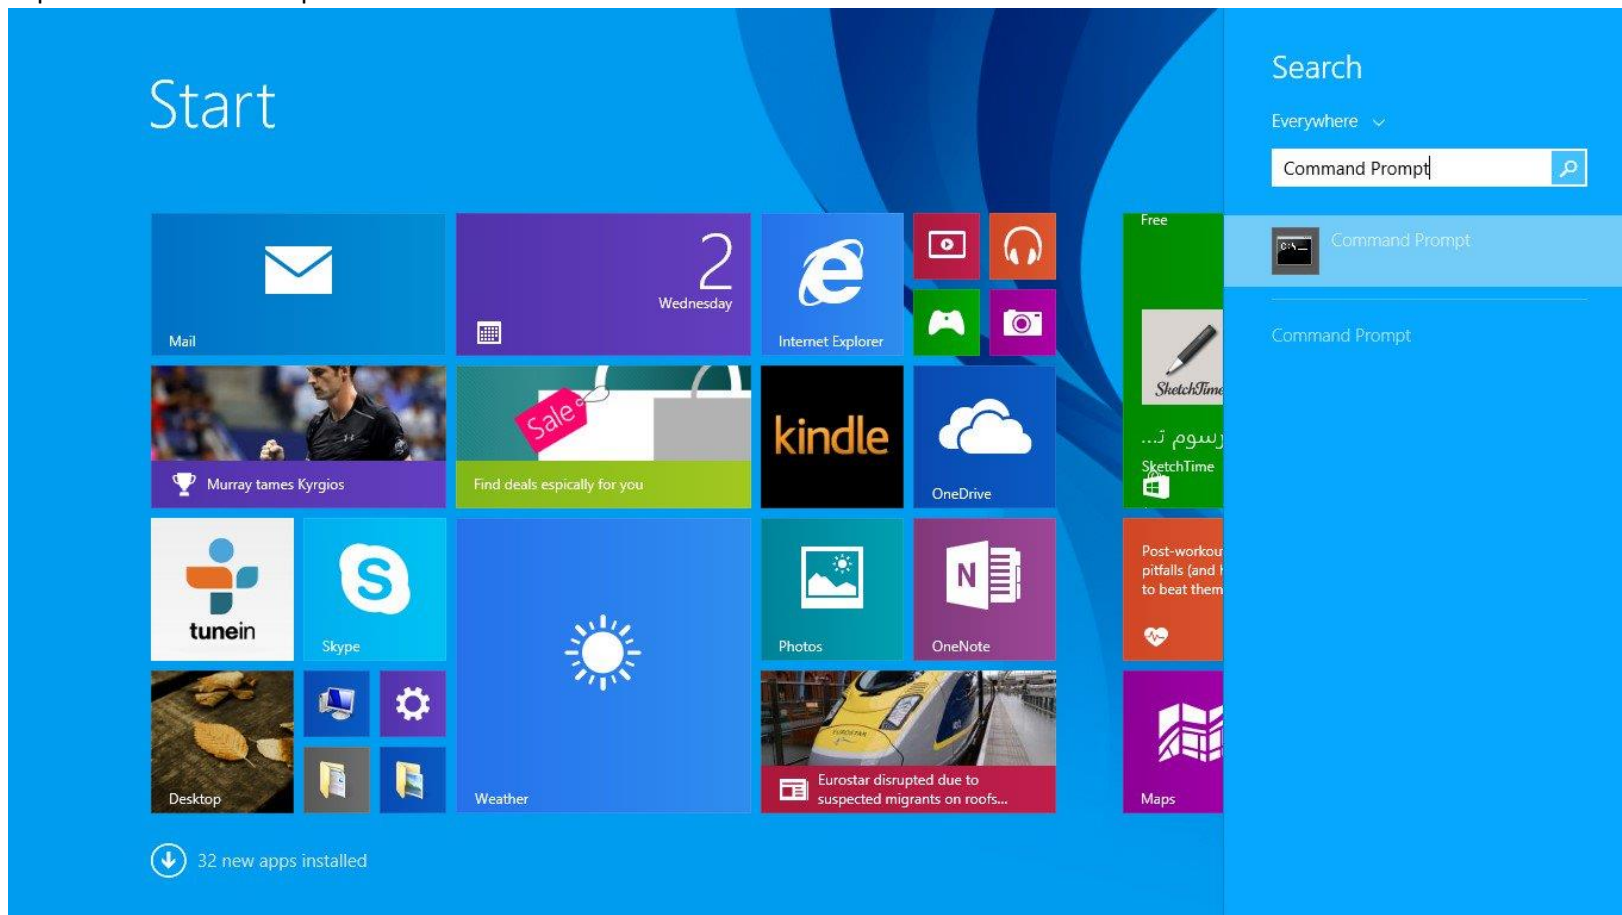 Start
Search
Everywhere
Command Prompt
Command Prompt
Command Prompt
Mail
2
Wednesday
Internet Explorer
Free
SketchTime
رسوم ت...
SketchTime
Murray tames Kyrgios
Sale
Find deals espically for you
kindle
OneDrive
tunein
Skype
Weather
Photos
N
OneNote
Post-workou
pitfalls (and
to beat them
Desktop
Eurostar disrupted due to
suspected migrants on roofs...
Maps
32 new apps installed